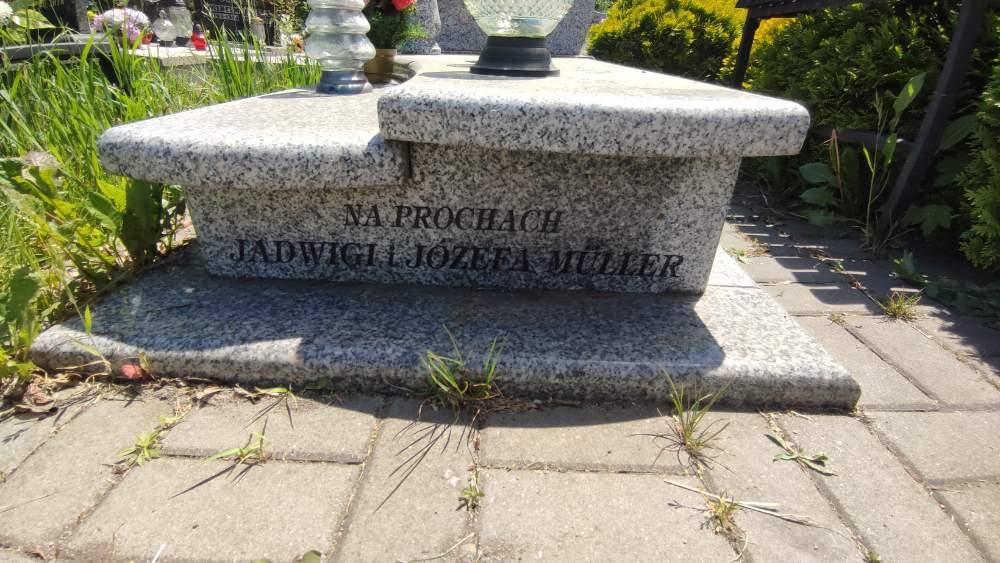 NA PROCHACH
JADWIGI i JÓZEFA MÜLLER